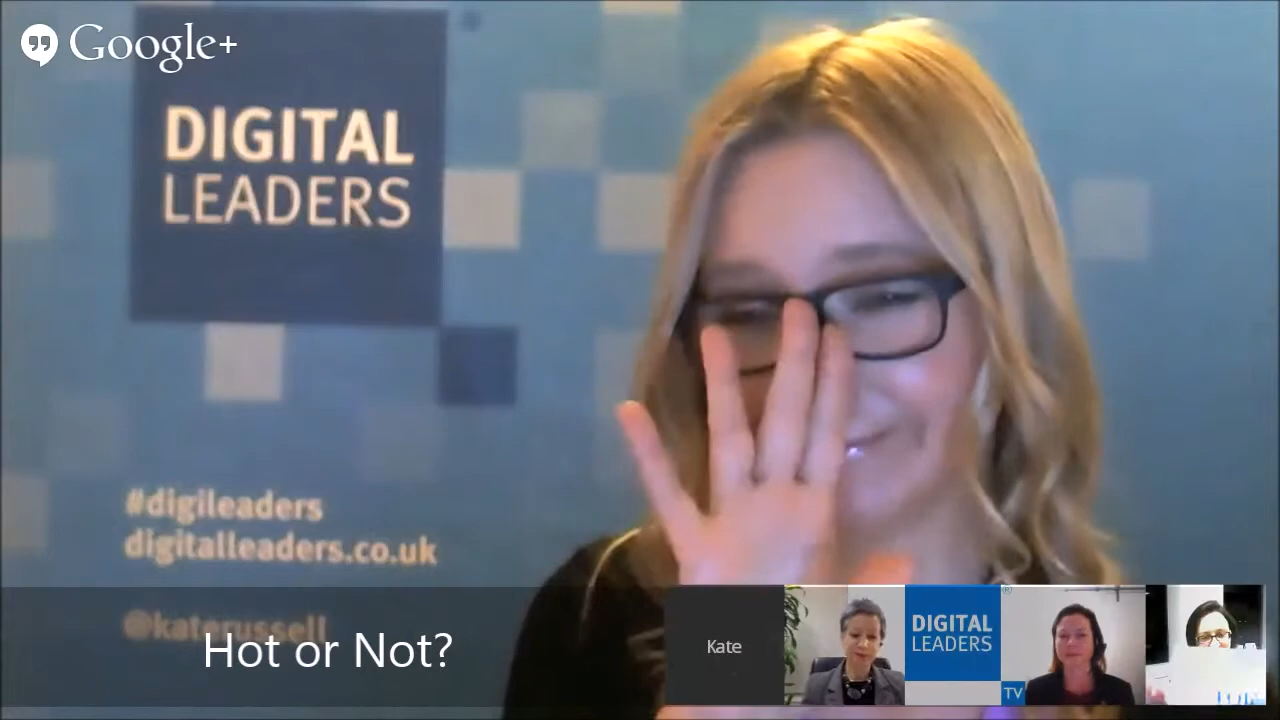 Google+
DIGITAL
LEADERS
#digileaders
digitalleaders.co.uk
@katerussell
Hot or Not?
Kate
DIGITAL
LEADERS
®
TV